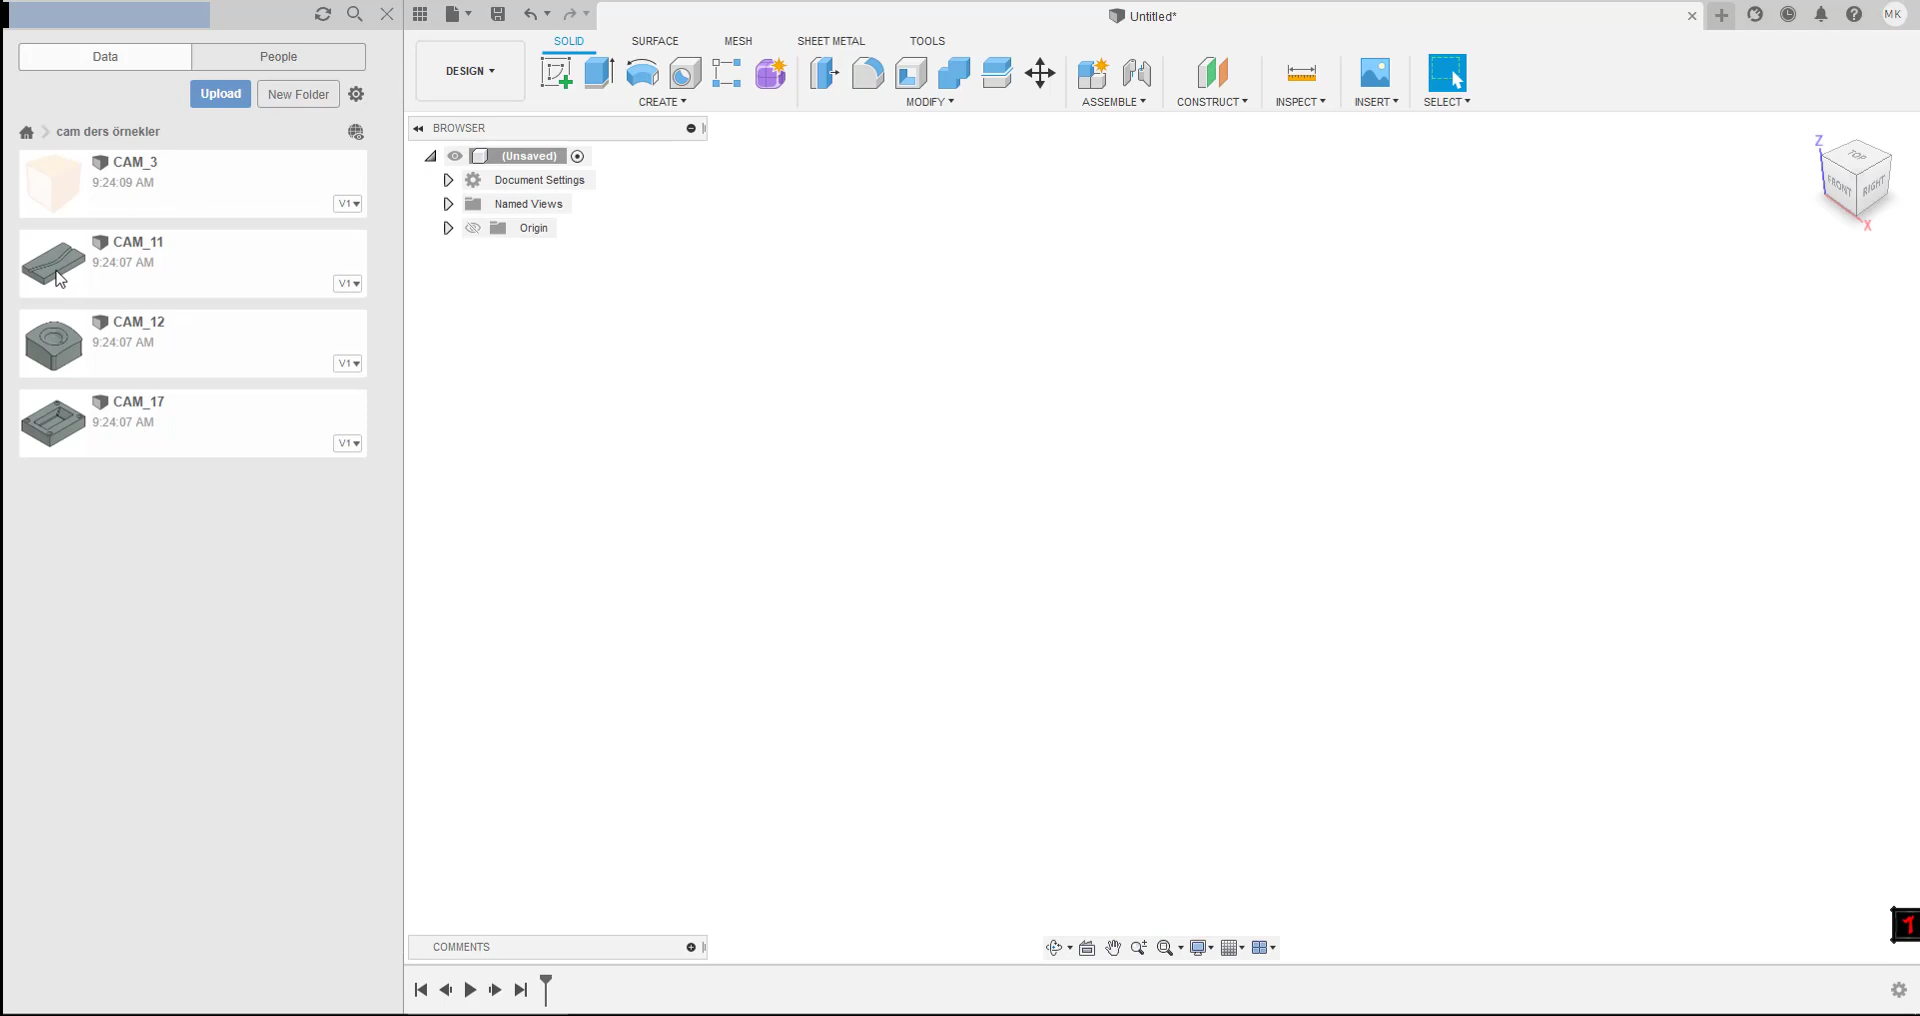 Untitled*
MK
Data
People
Upload
New Folder
cam ders örnekler
CAM_3
9:24:09 AM
V1
CAM_11
9:24:07 AM
V1
CAM_12
9:24:07 AM
V1
CAM_17
9:24:07 AM
V1
DESIGN
SOLID
SURFACE
MESH
SHEET METAL
TOOLS
CREATE
MODIFY
ASSEMBLE
CONSTRUCT
INSPECT
INSERT
SELECT
BROWSER
(Unsaved)
Document Settings
Named Views
Origin
Z
TOP
FRONT
RIGHT
X
COMMENTS
1